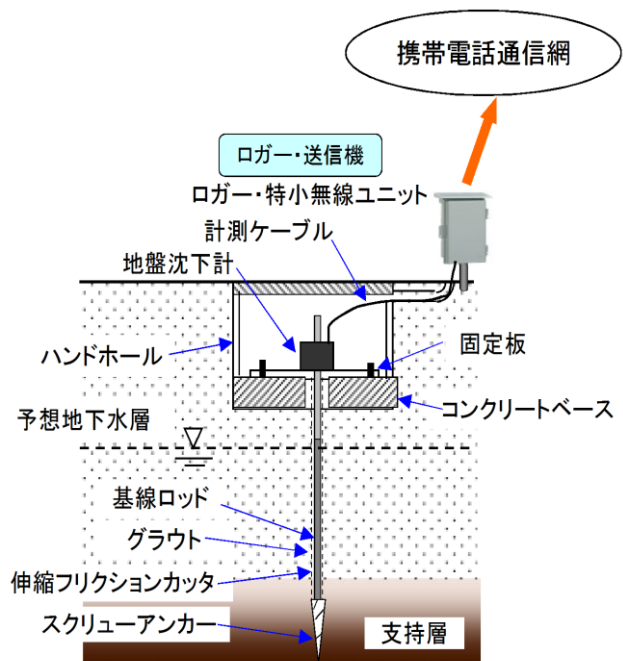 携帯電話通信網
ロガー・送信機
ロガー・特小無線ユニット
計測ケーブル
地盤沈下計
ハンドホール
固定板
コンクリートベース
予想地下水層
基線ロッド
グラウト
伸縮フリクションカッタ
スクリューアンカー
支持層